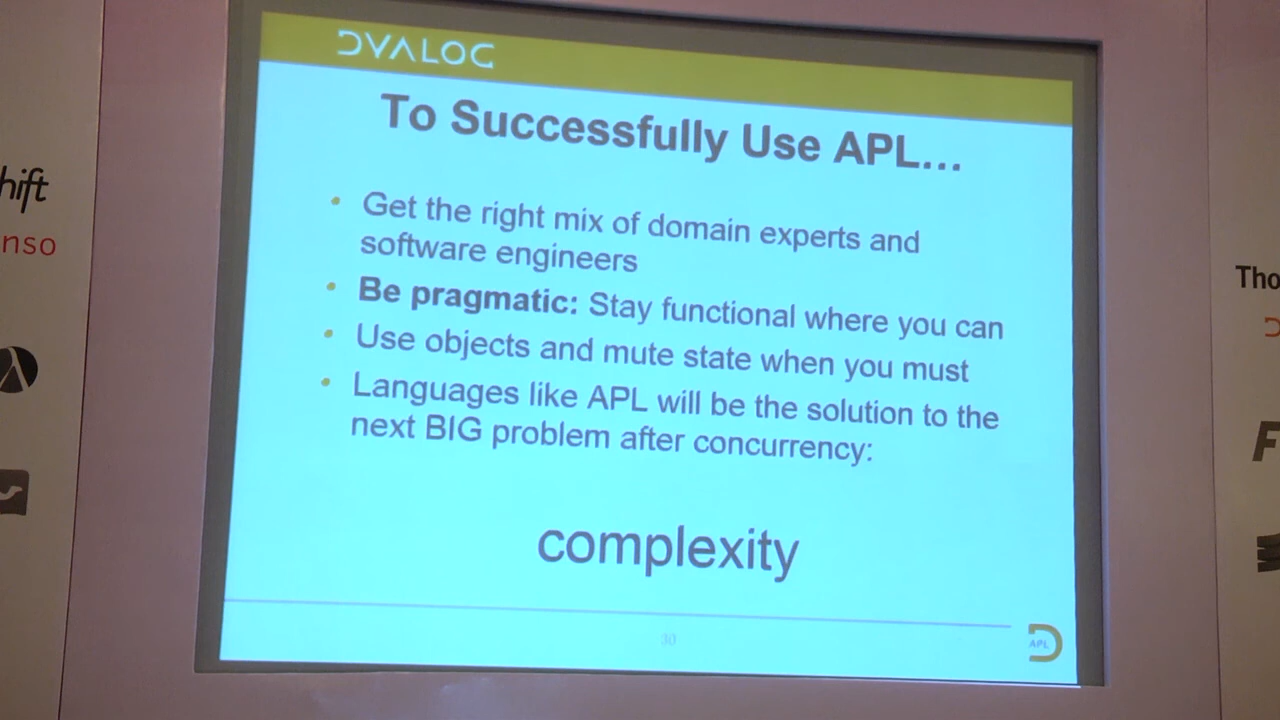 DYALOG
To Successfully Use APL...
• Get the right mix of domain experts and
software engineers
• Be pragmatic: Stay functional where you can
• Use objects and mute state when you must
• Languages like APL will be the solution to the
next BIG problem after concurrency:
complexity
30
APL
hift
nso
Tho